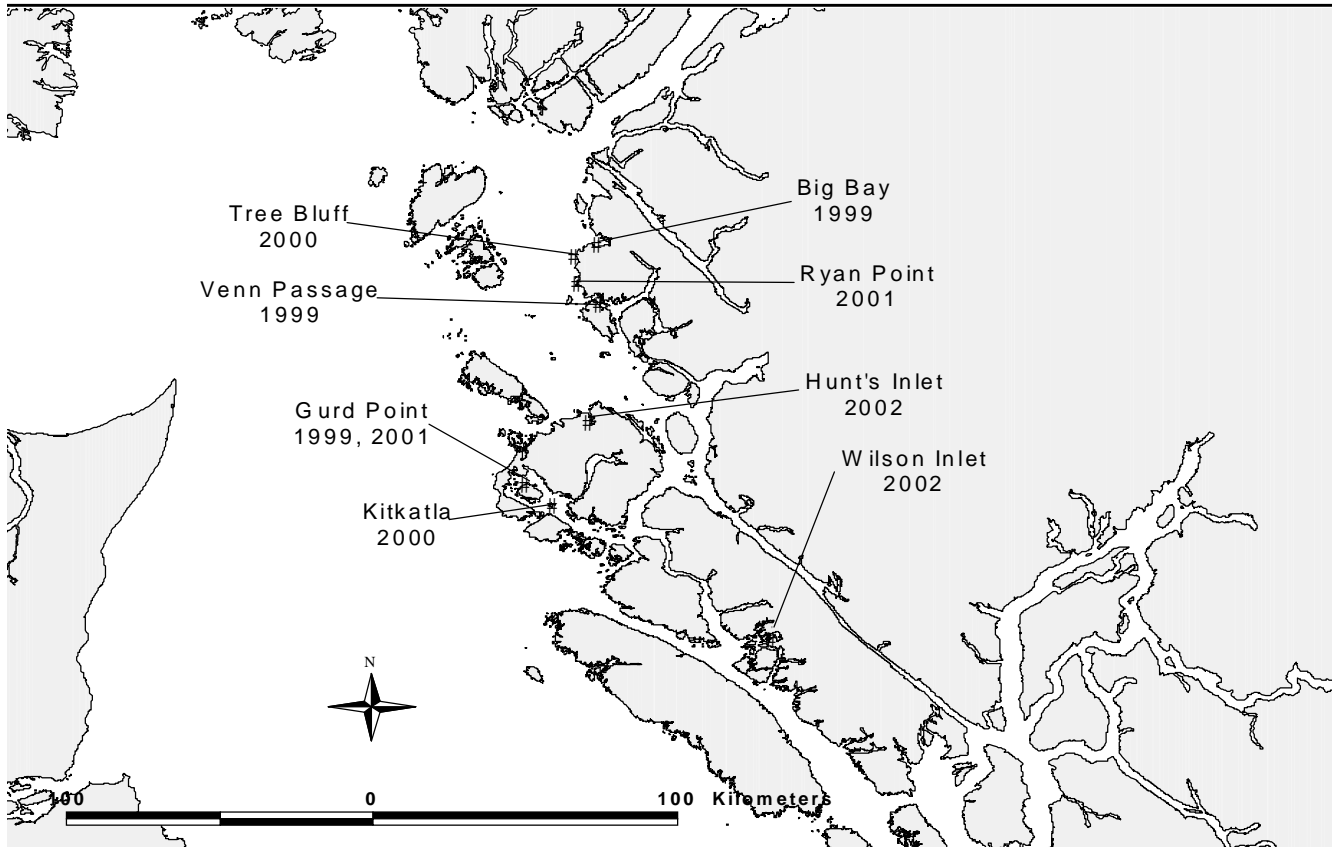 Big Bay
1999
Tree Bluff
2000
Ryan Point
2001
Venn Passage
1999
Hunt's Inlet
2002
Gurd Point
1999, 2001
Wilson Inlet
2002
Kitkatla
2000
N
100 0 100 Kilometers